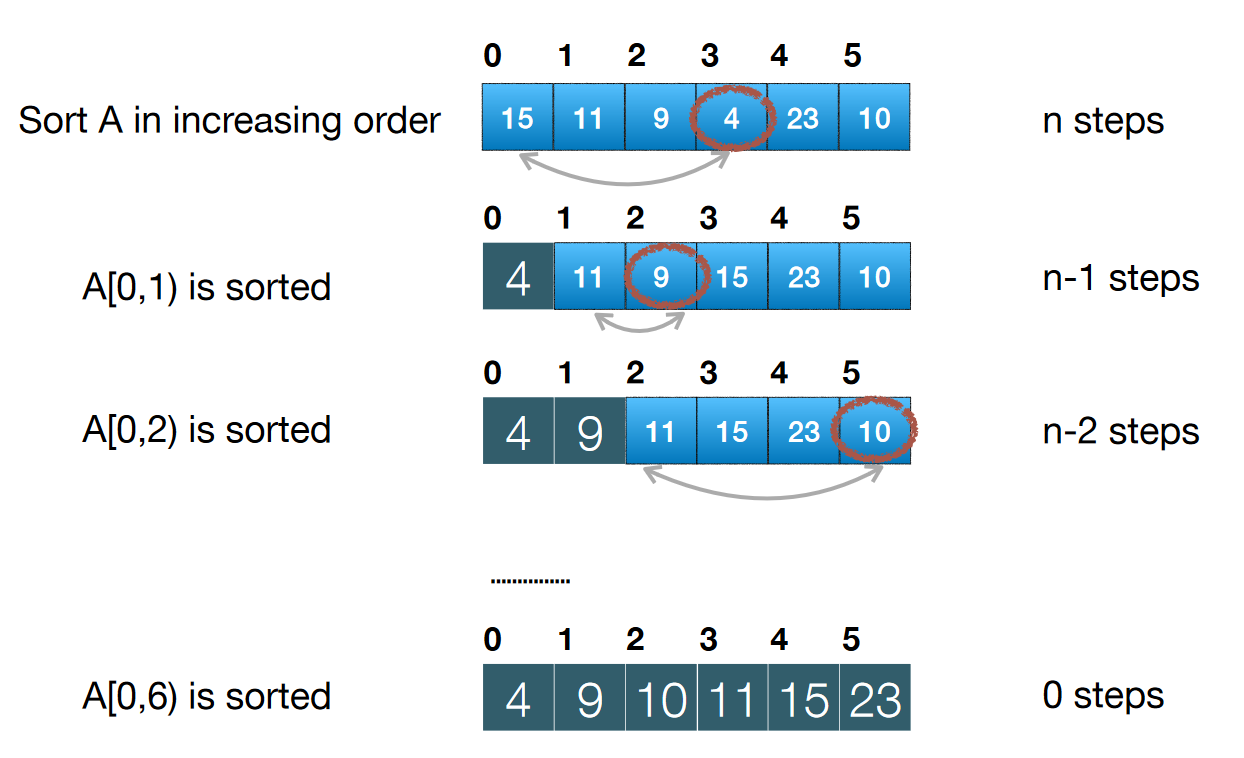 0 1 2 3 4 5
Sort A in increasing order 15 11 9 4 23 10 n steps
0 1 2 3 4 5
A[0,1) is sorted 4 11 9 15 23 10 n-1 steps
0 1 2 3 4 5
A[0,2) is sorted 4 9 11 15 23 10 n-2 steps
...............
0 1 2 3 4 5
A[0,6) is sorted 4 9 10 11 15 23 0 steps